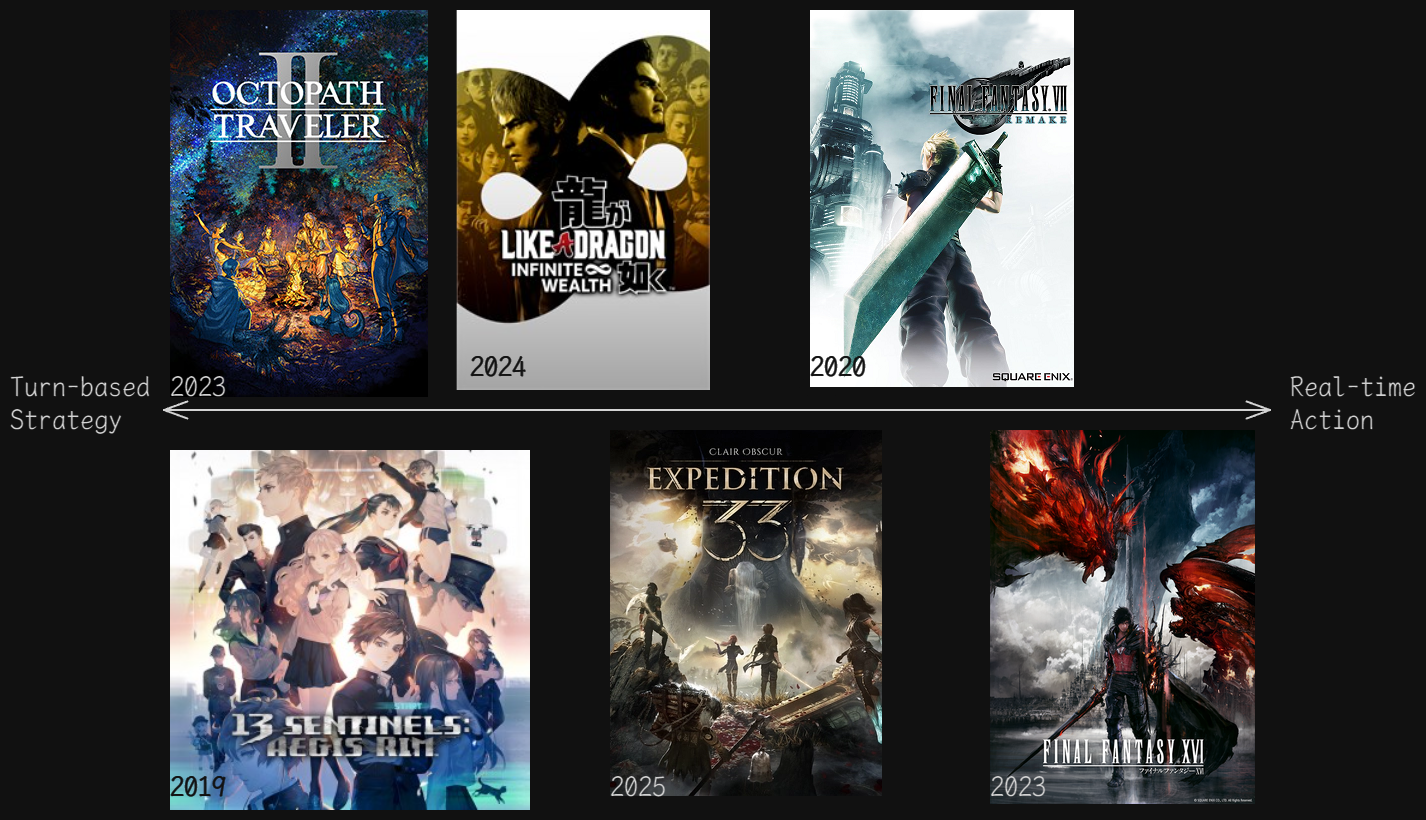 II
OCTOPATH
TRAVELER
2023
龍が
LIKE A DRAGON
INFINITE∞
WEALTH
如く
2024
FINAL FANTASY.VII
REMAKE
2020
SQUARE ENIX
Turn-based
Strategy
Real-time
Action
START
13 SENTINELS:
AEGIS RIM
2019
CLAIR OBSCUR
EXPEDITION
33
2025
FINAL FANTASY.XVI
ファイナルファンタジーXVI
2023